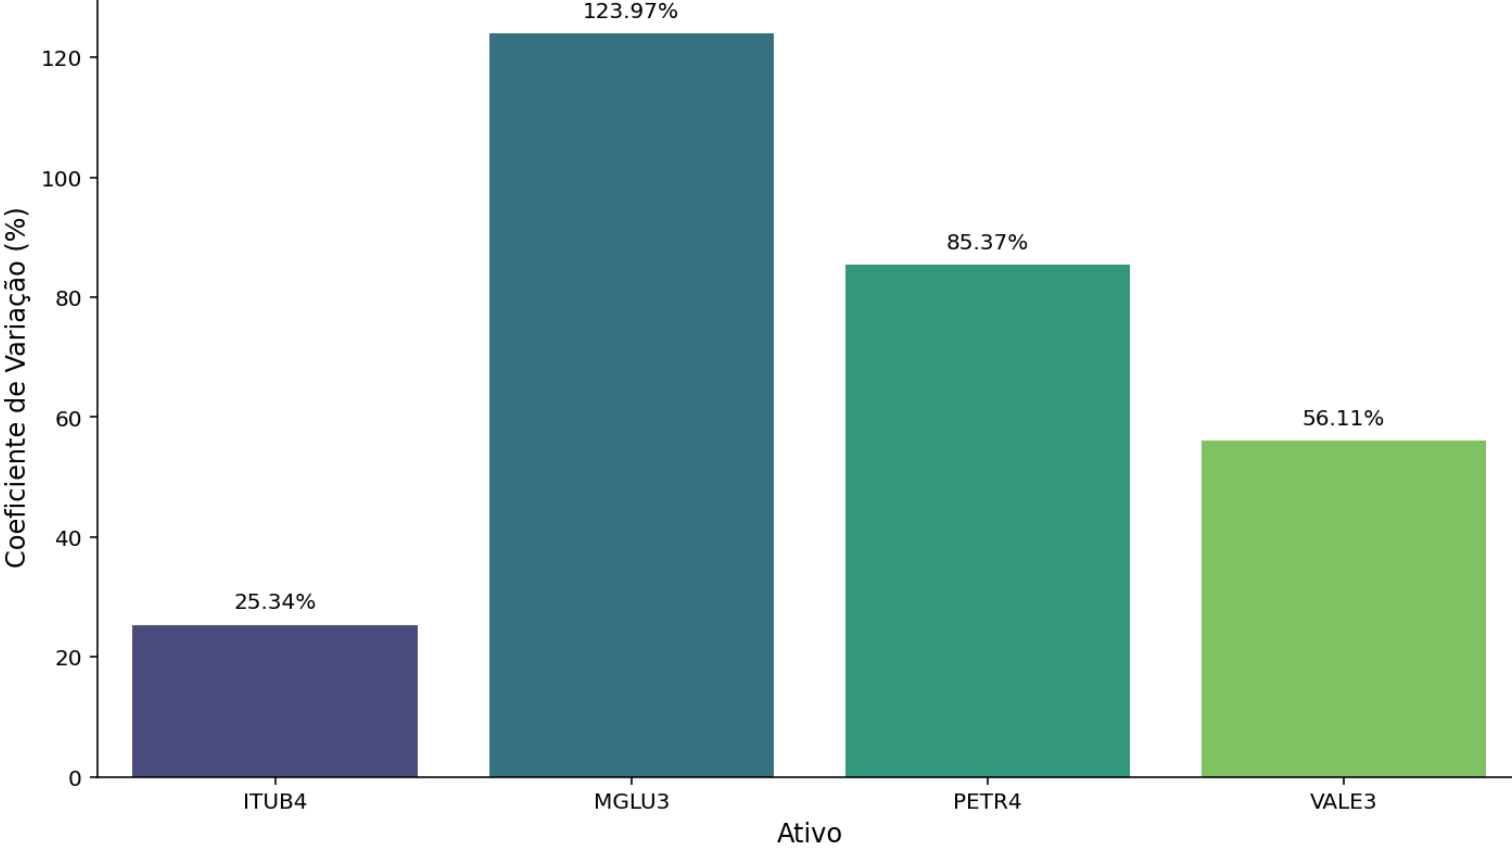 Coeficiente de Variação (%)
120
100
80
60
40
20
0
123.97%
85.37%
56.11%
25.34%
ITUB4
MGLU3
PETR4
VALE3
Ativo